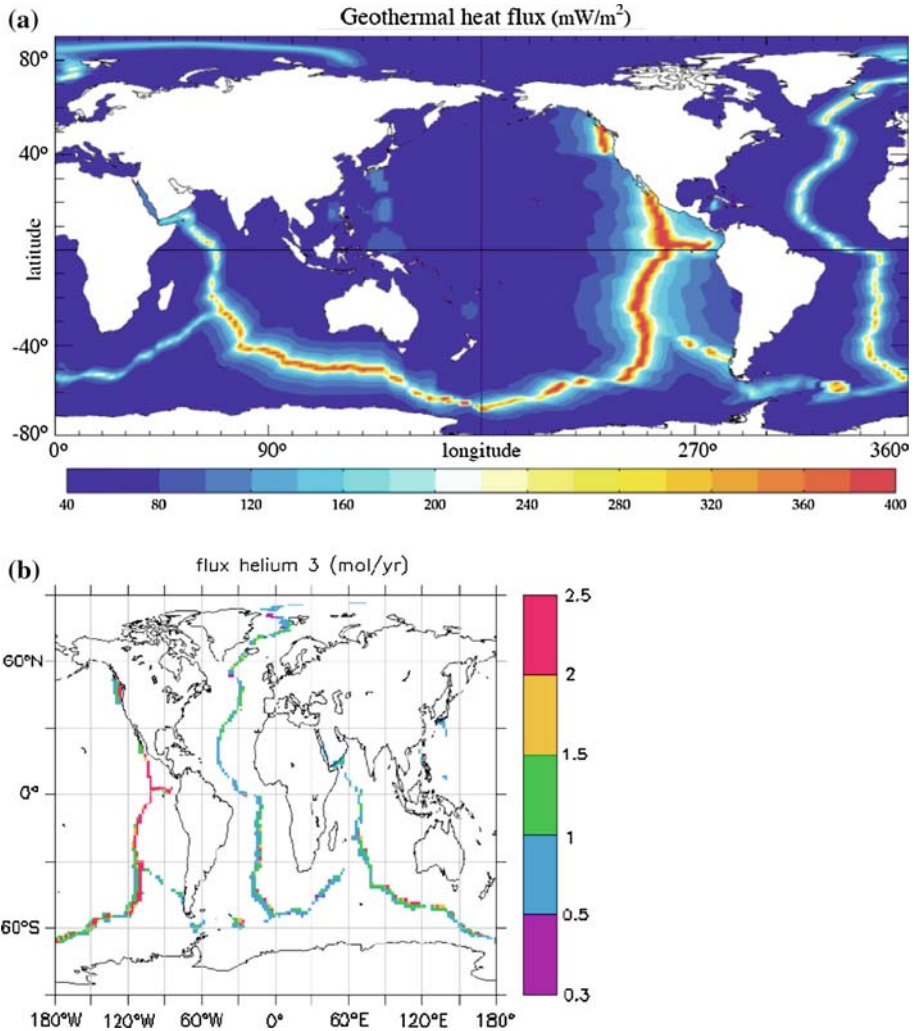 (a)
Geothermal heat flux (mW/m²)
80°
40°
latitude
0°
-40°
-80°
0°
90°
longitude
270°
360°
40 80 120 160 200 240 280 320 360 400
(b)
flux helium 3 (mol/yr)
60°N
0°
60°S
180°W 120°W 60°W 0° 60°E 120°E 180°
2.5
2
1.5
1
0.5
0.3